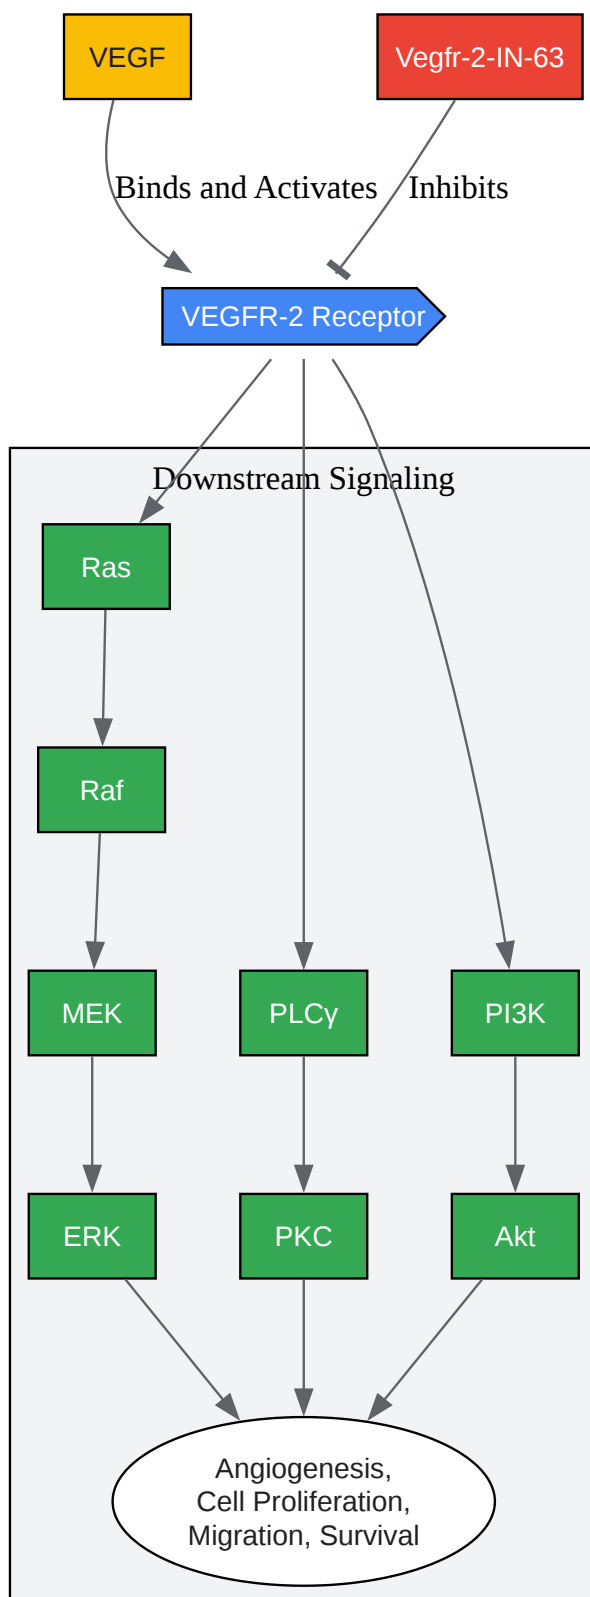 VEGF
Vegfr-2-IN-63
Binds and Activates
Inhibits
VEGFR-2 Receptor
Downstream Signaling
Ras
Raf
MEK
PLCγ
PI3K
ERK
PKC
Akt
Angiogenesis,
Cell Proliferation,
Migration, Survival